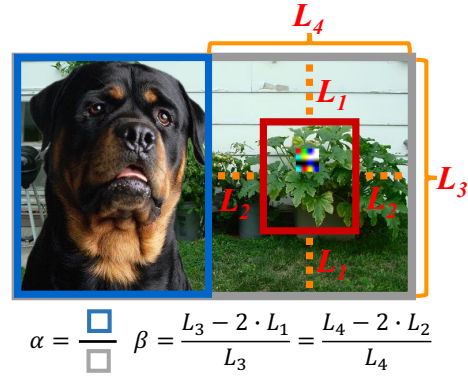 L₄
L₁
L₃
L₂ L₂
L₁
α = □/□ β = (L₃ − 2 · L₁)/L₃ = (L₄ − 2 · L₂)/L₄